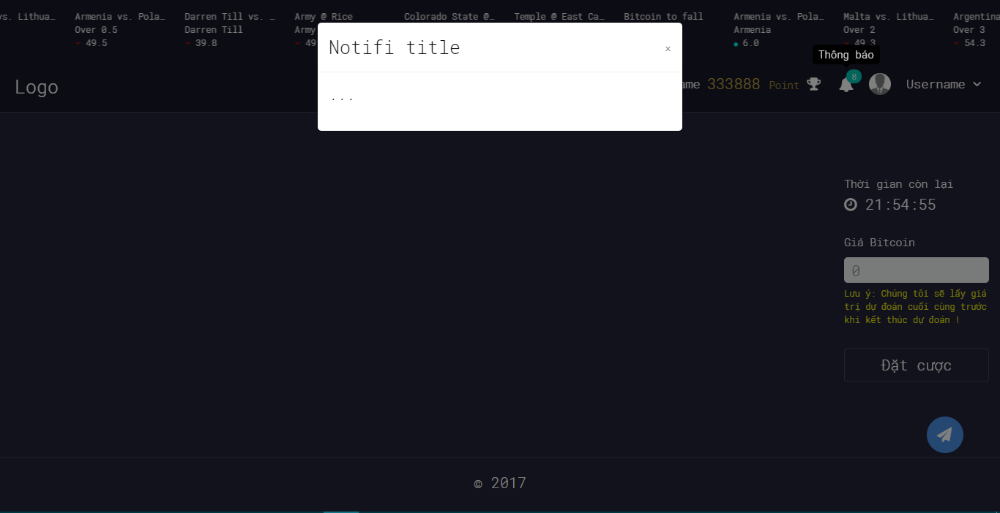 vs. Lithua…
Armenia vs. Pola…
Over 0.5
49.5
Darren Till vs. …
Darren Till
39.8
Army @ Rice
Army
49
Colorado State @…
Temple @ East Ca…
Bitcoin to fall
Armenia vs. Pola…
Armenia
6.0
Malta vs. Lithua…
Over 2
49.3
Argentina
Over 3
54.3
Notifi title
×
...
Thông báo
Logo
ame 333888 Point
8
Username
Thời gian còn lại
21:54:55
Giá Bitcoin
0
Lưu ý: Chúng tôi sẽ lấy giá
trị dự đoán cuối cùng trước
khi kết thúc dự đoán !
Đặt cược
© 2017